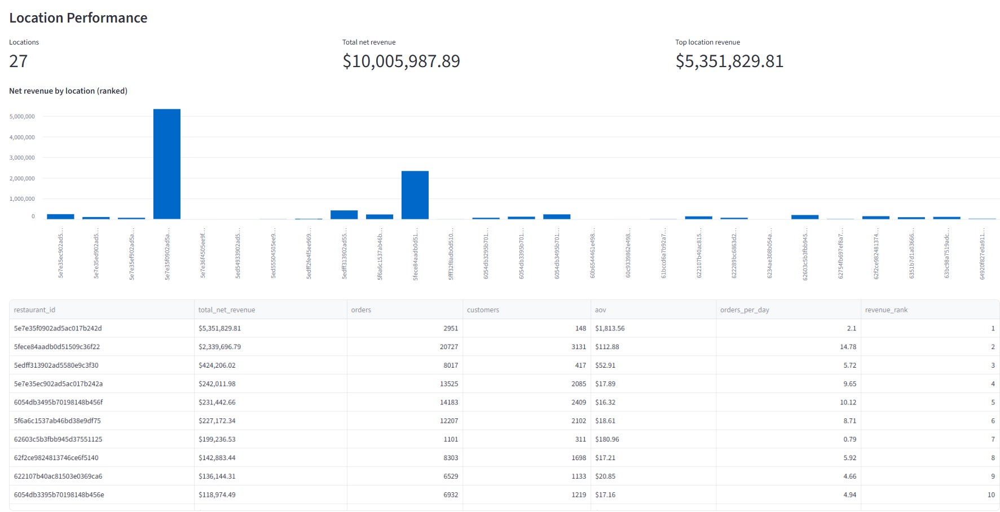 Location Performance
Locations
27
Total net revenue
$10,005,987.89
Top location revenue
$5,351,829.81
Net revenue by location (ranked)
5,000,000
4,000,000
3,000,000
2,000,000
1,000,000
0
5e7e35ec902ad5...
5e7e35ed902ad5...
5e7e35ef902ad5a...
5e7e35f0902ad5a...
5e7e36f4505ee9f...
5ed54933902ad5...
5ed55504505ee9...
5edff2fe4f5ee969...
5edff313902ad55...
5f6a6c1537ab46b...
5fece84aadb0d51...
5fff32f8adb0d510...
6054db3295b701...
6054db3395b701...
6054db3495b701...
60b6544461e498...
60c9339862e498...
61bccd6a7b92a7...
622107b40ac815...
622289bc6863d2...
6234ae308b054a...
62603c5b3fbb945...
62754fb697ef8a7...
62f2ce982481374...
6351b7d1a03666...
63bc98a7519adc...
64920f827e0a911...
restaurant_id total_net_revenue orders customers aov orders_per_day revenue_rank
5e7e35f0902ad5ac017b242d $5,351,829.81 2951 148 $1,813.56 2.1 1
5fece84aadb0d51509c36f22 $2,339,696.79 20727 3131 $112.88 14.78 2
5edff313902ad5580e9c3f30 $424,206.02 8017 417 $52.91 5.72 3
5e7e35ec902ad5ac017b242a $242,011.98 13525 2085 $17.89 9.65 4
6054db3495b70198148b456f $231,442.66 14183 2409 $16.32 10.12 5
5f6a6c1537ab46bd38e9df75 $227,172.34 12207 2102 $18.61 8.71 6
62603c5b3fbb945d37551125 $199,236.53 1101 311 $180.96 0.79 7
62f2ce9824813746ce6f5140 $142,883.44 8303 1698 $17.21 5.92 8
622107b40ac81503e0369ca6 $136,144.31 6529 1133 $20.85 4.66 9
6054db3395b70198148b456e $118,974.49 6932 1219 $17.16 4.94 10